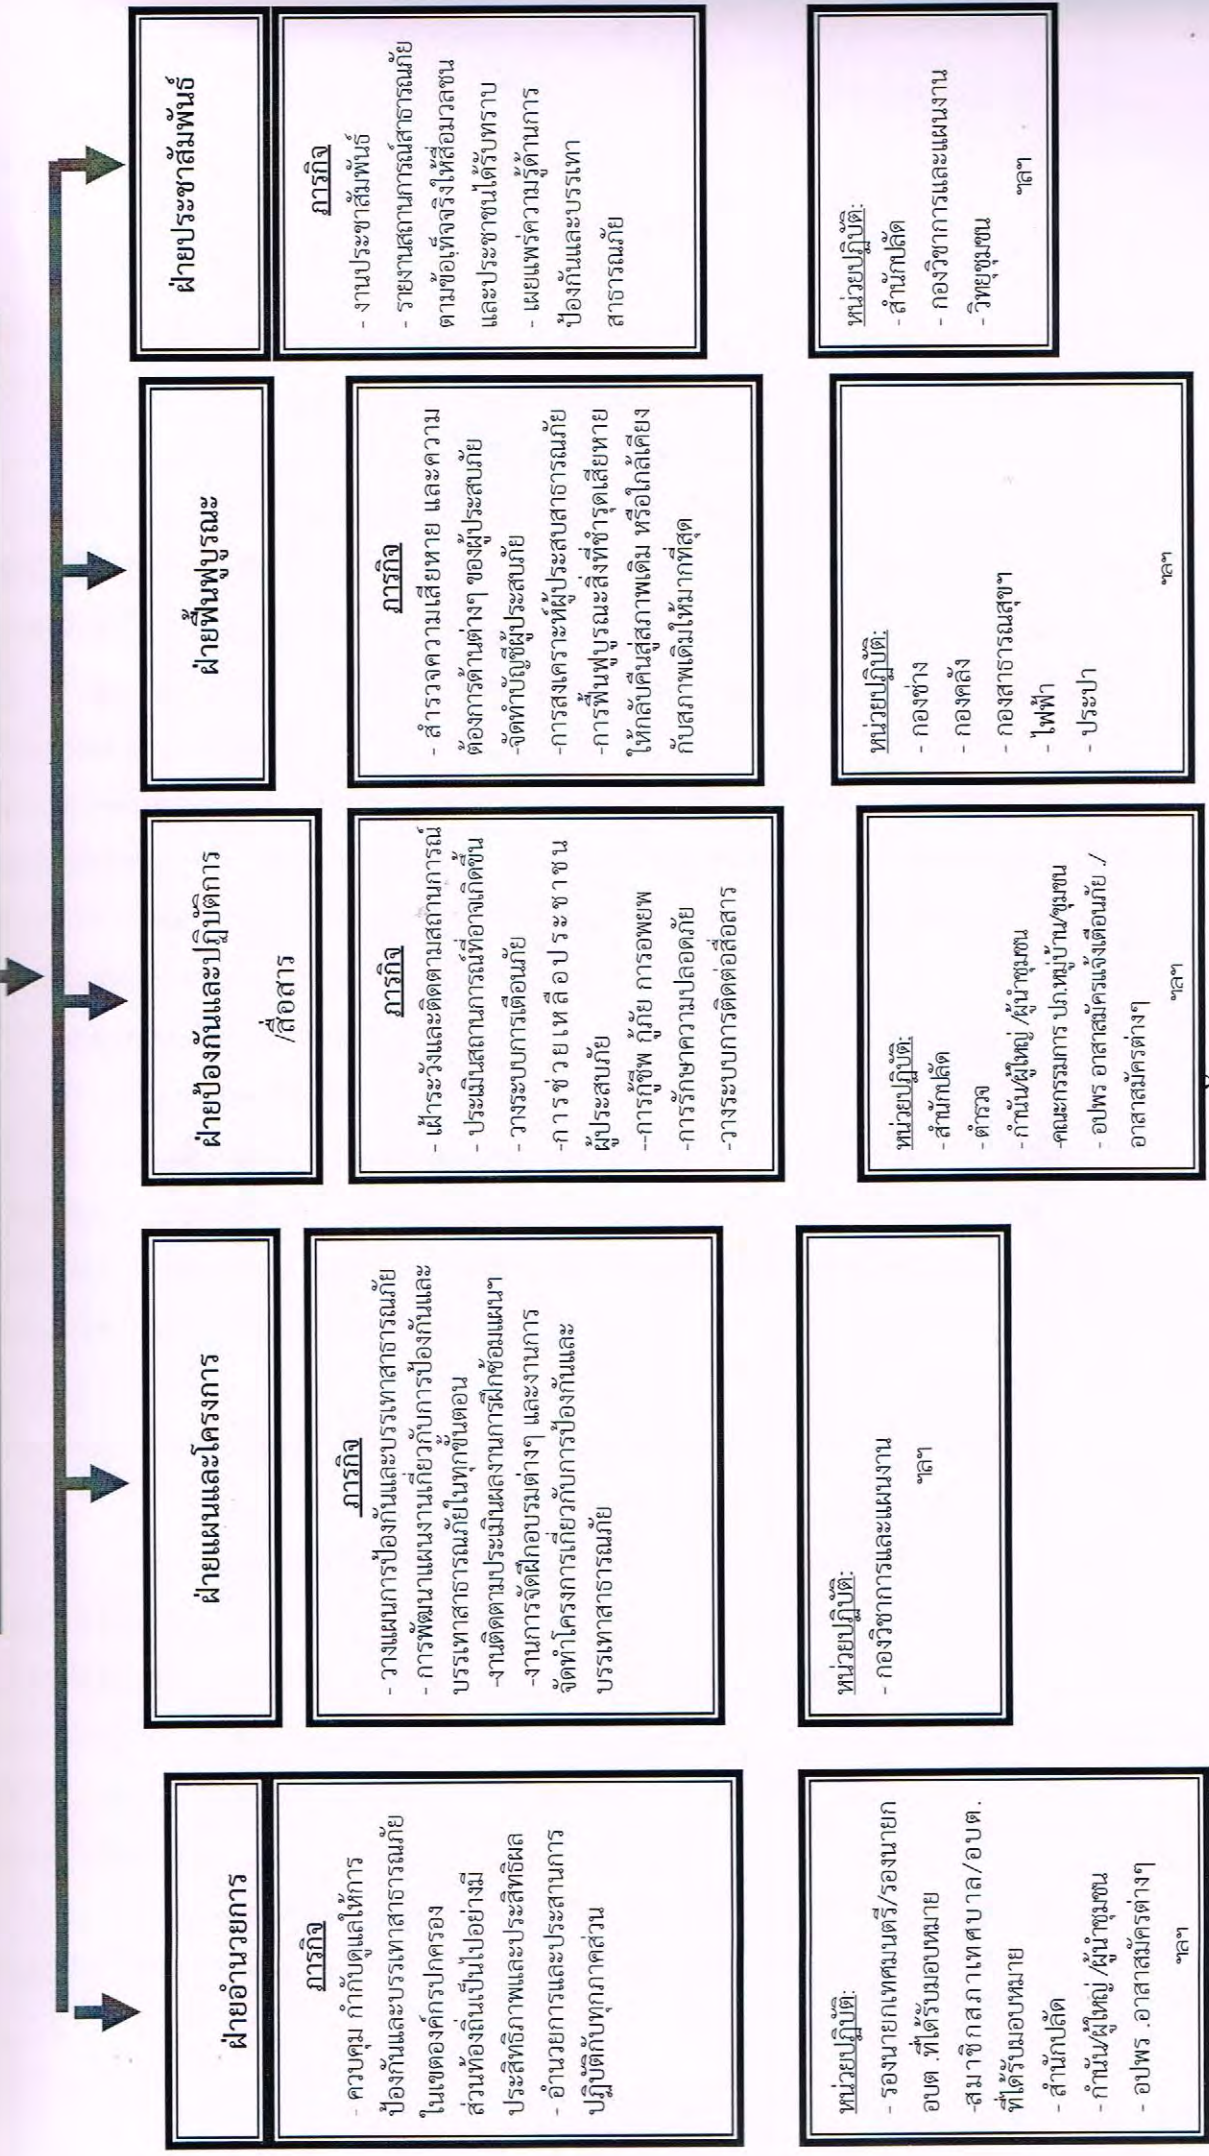 ฝ่ายอำนวยการ
ภารกิจ
- ควบคุม กำกับดูแลให้การ
ป้องกันและบรรเทาสาธารณภัย
ในเขตองค์กรปกครอง
ส่วนท้องถิ่นเป็นไปอย่างมี
ประสิทธิภาพและประสิทธิผล
- อำนวยการและประสานการ
ปฏิบัติกับทุกภาคส่วน
หน่วยปฏิบัติ:
- รองนายกเทศมนตรี/รองนายก
อบต.ที่ได้รับมอบหมาย
-สมาชิกสภาเทศบาล/อบต.
ที่ได้รับมอบหมาย
- สำนักปลัด
- กำนัน/ผู้ใหญ่ /ผู้นำชุมชน
- อปพร .อาสาสมัครต่างๆ
ฯลฯ
ฝ่ายแผนและโครงการ
ภารกิจ
- วางแผนการป้องกันและบรรเทาสาธารณภัย
- การพัฒนาแผนงานเกี่ยวกับการป้องกันและ
บรรเทาสาธารณภัยในทุกขั้นตอน
-งานติดตามประเมินผลงานการฝึกซ้อมแผนฯ
-งานการจัดฝึกอบรมต่างๆ และงานการ
จัดทำโครงการเกี่ยวกับการป้องกันและ
บรรเทาสาธารณภัย
หน่วยปฏิบัติ:
- กองวิชาการและแผนงาน
ฯลฯ
ฝ่ายป้องกันและปฏิบัติการ
/สื่อสาร
ภารกิจ
- เฝ้าระวังและติดตามสถานการณ์
- ประเมินสถานการณ์ที่อาจเกิดขึ้น
- วางระบบการเตือนภัย
-การช่วยเหลือประชาชน
ผู้ประสบภัย
--การกู้ชีพ กู้ภัย การอพยพ
-การรักษาความปลอดภัย
-วางระบบการติดต่อสื่อสาร
หน่วยปฏิบัติ:
- สำนักปลัด
- ตำรวจ
- กำนัน/ผู้ใหญ่ /ผู้นำชุมชน
-คณะกรรมการ ปภ.หมู่บ้าน/ชุมชน
- อปพร อาสาสมัครแจ้งเตือนภัย ./
อาสาสมัครต่างๆ
ฯลฯ
ฝ่ายฟื้นฟูบูรณะ
ภารกิจ
- สำรวจความเสียหาย และความ
ต้องการด้านต่างๆ ของผู้ประสบภัย
-จัดทำบัญชีผู้ประสบภัย
-การสงเคราะห์ผู้ประสบสาธารณภัย
-การฟื้นฟูบูรณะสิ่งที่ชำรุดเสียหาย
ให้กลับคืนสู่สภาพเดิม หรือใกล้เคียง
กับสภาพเดิมให้มากที่สุด
หน่วยปฏิบัติ:
- กองช่าง
- กองคลัง
- กองสาธารณสุขฯ
- ไฟฟ้า
- ประปา
ฯลฯ
ฝ่ายประชาสัมพันธ์
ภารกิจ
- งานประชาสัมพันธ์
- รายงานสถานการณ์สาธารณภัย
ตามข้อเท็จจริงให้สื่อมวลชน
และประชาชนได้รับทราบ
- เผยแพร่ความรู้ด้านการ
ป้องกันและบรรเทา
สาธารณภัย
หน่วยปฏิบัติ:
- สำนักปลัด
- กองวิชาการและแผนงาน
- วิทยุชุมชน
ฯลฯ